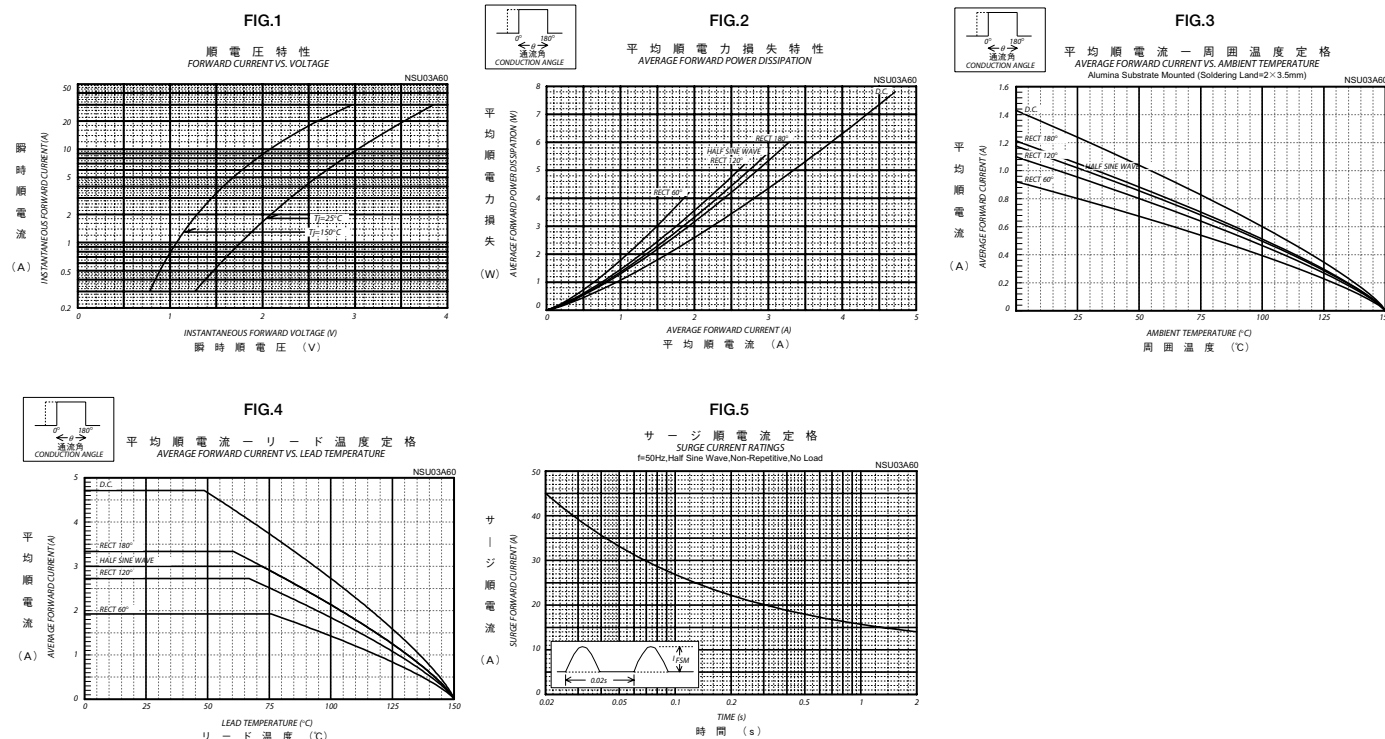 FIG.1
順電圧特性
FORWARD CURRENT VS. VOLTAGE
NSU03A60
50
20
10
5
2
1
0.5
0.2
瞬時順電流
(A)
INSTANTANEOUS FORWARD CURRENT(A)
Tj=25°C
Tj=150°C
0 1 2 3 4
INSTANTANEOUS FORWARD VOLTAGE (V)
瞬時順電圧 (V)
0° 180°
θ
通流角
CONDUCTION ANGLE
FIG.2
平均順電力損失特性
AVERAGE FORWARD POWER DISSIPATION
NSU03A60
8
7
6
5
4
3
2
1
0
平均順電力損失
(W)
AVERAGE FORWARD POWER DISSIPATION (W)
D.C.
RECT 180°
HALF SINE WAVE
RECT 120°
RECT 60°
0 1 2 3 4 5
AVERAGE FORWARD CURRENT (A)
平均順電流 (A)
0° 180°
θ
通流角
CONDUCTION ANGLE
FIG.3
平均順電流ー周囲温度定格
AVERAGE FORWARD CURRENT VS. AMBIENT TEMPERATURE
Alumina Substrate Mounted (Soldering Land=2×3.5mm)
NSU03A60
1.6
1.4
1.2
1.0
0.8
0.6
0.4
0.2
0
平均順電流
(A)
AVERAGE FORWARD CURRENT (A)
D.C.
RECT 180°
RECT 120°
HALF SINE WAVE
RECT 60°
25 50 75 100 125 15
AMBIENT TEMPERATURE (°C)
周囲温度 (℃)
0° 180°
θ
通流角
CONDUCTION ANGLE
FIG.4
平均順電流ーリード温度定格
AVERAGE FORWARD CURRENT VS. LEAD TEMPERATURE
NSU03A60
5
4
3
2
1
0
平均順電流
(A)
AVERAGE FORWARD CURRENT (A)
D.C.
RECT 180°
HALF SINE WAVE
RECT 120°
RECT 60°
0 25 50 75 100 125 150
LEAD TEMPERATURE (°C)
リード温度 (℃)
FIG.5
サージ順電流定格
SURGE CURRENT RATINGS
f=50Hz,Half Sine Wave,Non-Repetitive,No Load
NSU03A60
50
40
30
20
10
0
サージ順電流
(A)
SURGE FORWARD CURRENT (A)
IFSM
0.02s
0.02 0.05 0.1 0.2 0.5 1 2
TIME (s)
時間 (s)